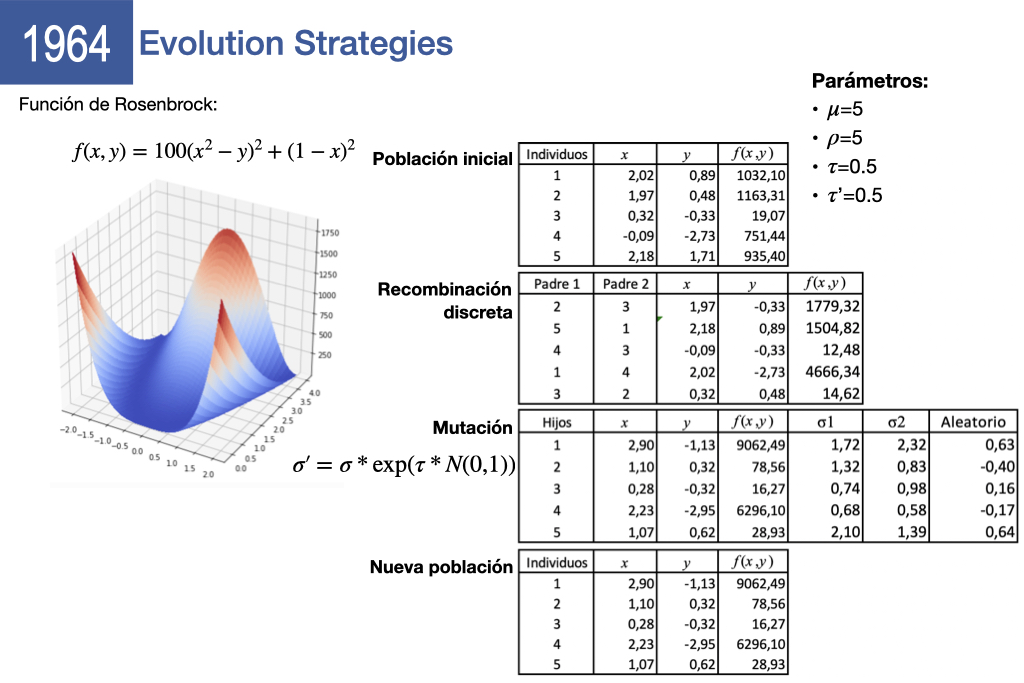 1964 Evolution Strategies
Función de Rosenbrock:
f(x, y) = 100(x² − y)² + (1 − x)²
1750
1500
1250
1000
750
500
250
−2.0 −1.5 −1.0 −0.5 0.0 0.5 1.0 1.5 2.0
0.0 0.5 1.0 1.5 2.0 2.5 3.0 3.5 4.0
Parámetros:
• μ=5
• ρ=5
• τ=0.5
• τ'=0.5
Población inicial
Individuos x y f(x,y)
1 2,02 0,89 1032,10
2 1,97 0,48 1163,31
3 0,32 -0,33 19,07
4 -0,09 -2,73 751,44
5 2,18 1,71 935,40
Recombinación
discreta
Padre 1 Padre 2 x y f(x,y)
2 3 1,97 -0,33 1779,32
5 1 2,18 0,89 1504,82
4 3 -0,09 -0,33 12,48
1 4 2,02 -2,73 4666,34
3 2 0,32 0,48 14,62
Mutación
σ′ = σ * exp(τ * N(0,1))
Hijos x y f(x,y) σ1 σ2 Aleatorio
1 2,90 -1,13 9062,49 1,72 2,32 0,63
2 1,10 0,32 78,56 1,32 0,83 -0,40
3 0,28 -0,32 16,27 0,74 0,98 0,16
4 2,23 -2,95 6296,10 0,68 0,58 -0,17
5 1,07 0,62 28,93 2,10 1,39 0,64
Nueva población
Individuos x y f(x,y)
1 2,90 -1,13 9062,49
2 1,10 0,32 78,56
3 0,28 -0,32 16,27
4 2,23 -2,95 6296,10
5 1,07 0,62 28,93